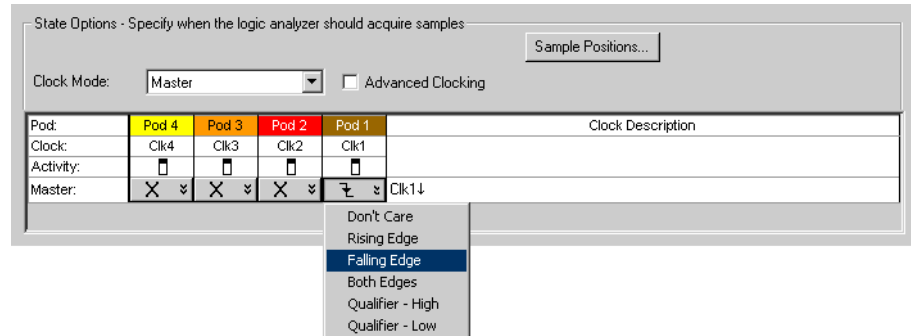 State Options - Specify when the logic analyzer should acquire samples
Sample Positions...
Clock Mode: Master Advanced Clocking
Pod: Pod 4 Pod 3 Pod 2 Pod 1 Clock Description
Clock: Clk4 Clk3 Clk2 Clk1
Activity:
Master: X X X Clk1↓
Don't Care
Rising Edge
Falling Edge
Both Edges
Qualifier - High
Qualifier - Low